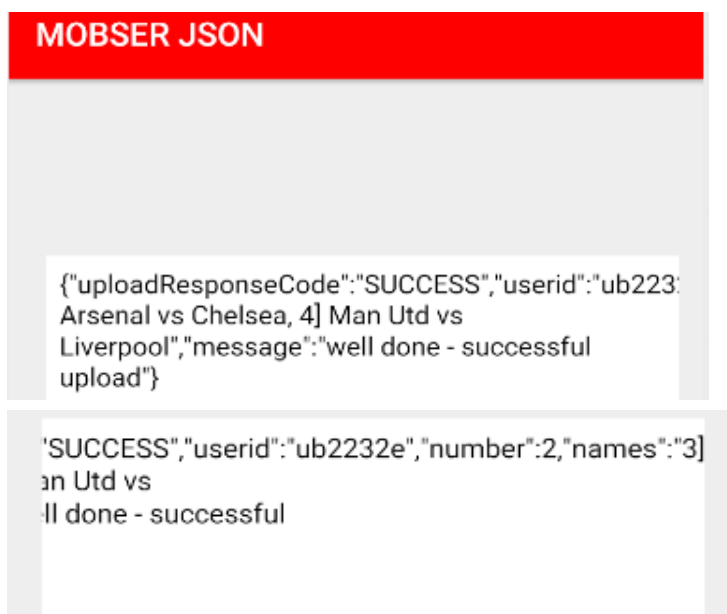 MOBSER JSON
{"uploadResponseCode":"SUCCESS","userid":"ub223
Arsenal vs Chelsea, 4] Man Utd vs
Liverpool","message":"well done - successful
upload"}
"SUCCESS","userid":"ub2232e","number":2,"names":"3]
an Utd vs
ll done - successful